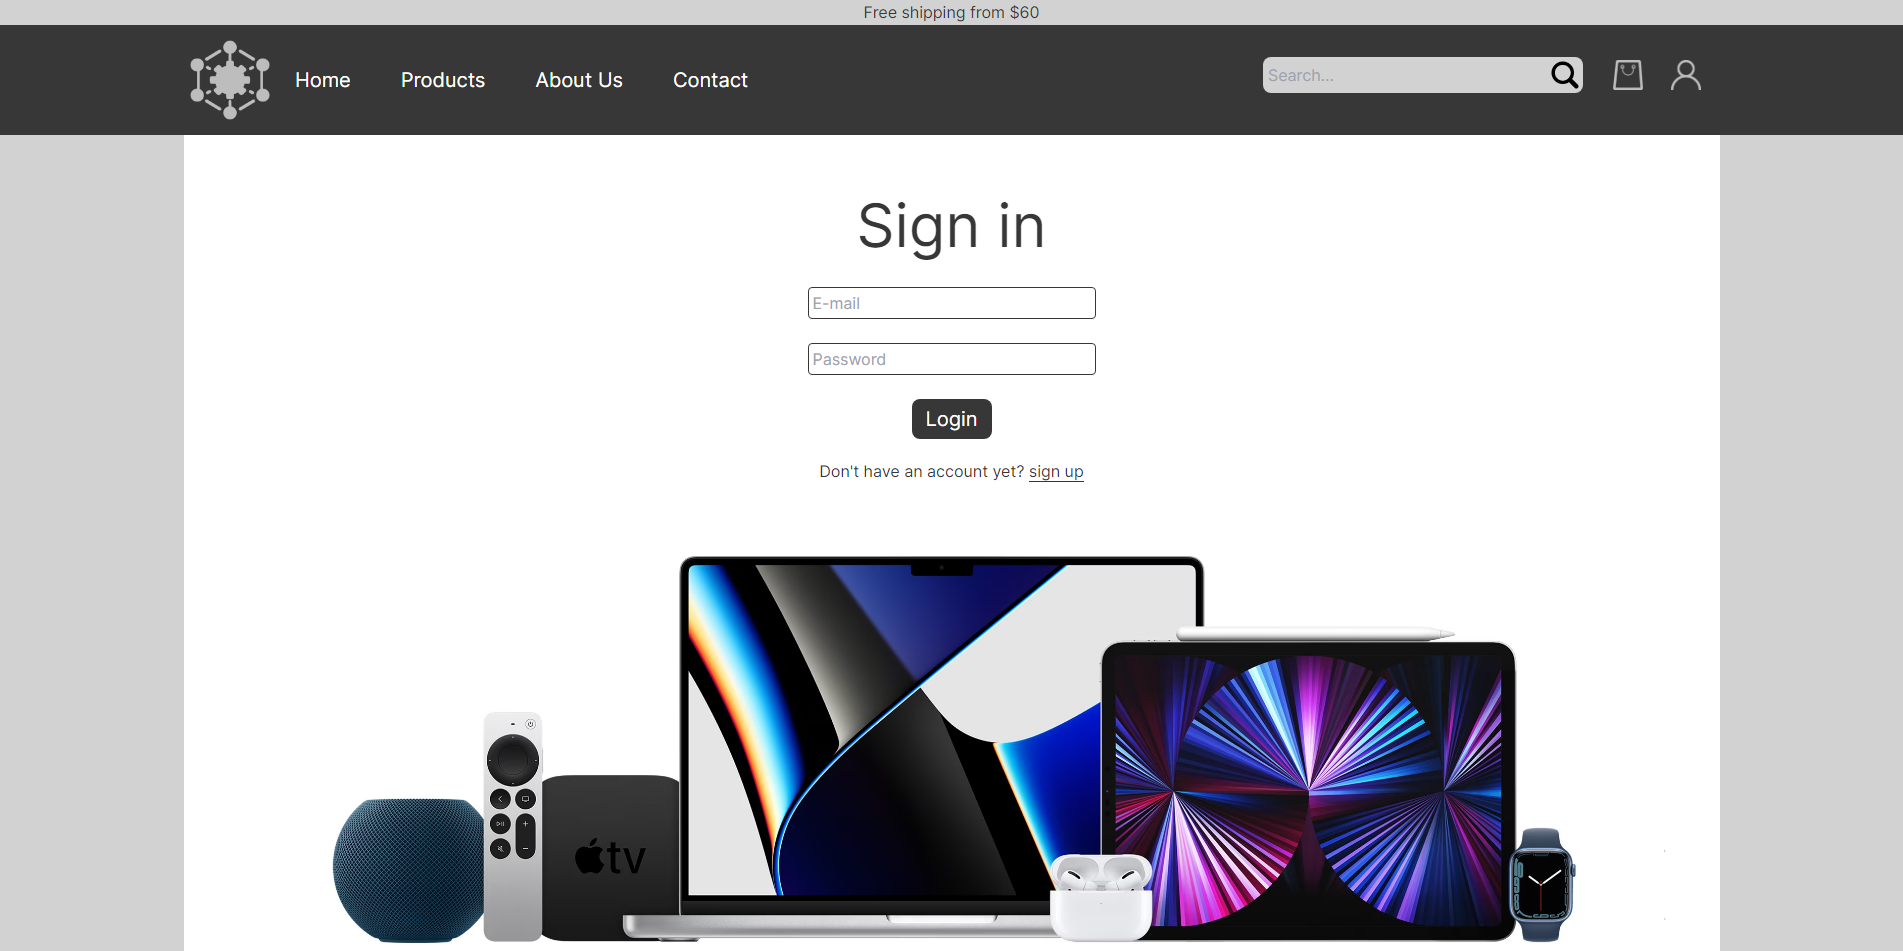 Free shipping from $60
Home
Products
About Us
Contact
Search...
Sign in
E-mail
Password
Login
Don't have an account yet? sign up
tv